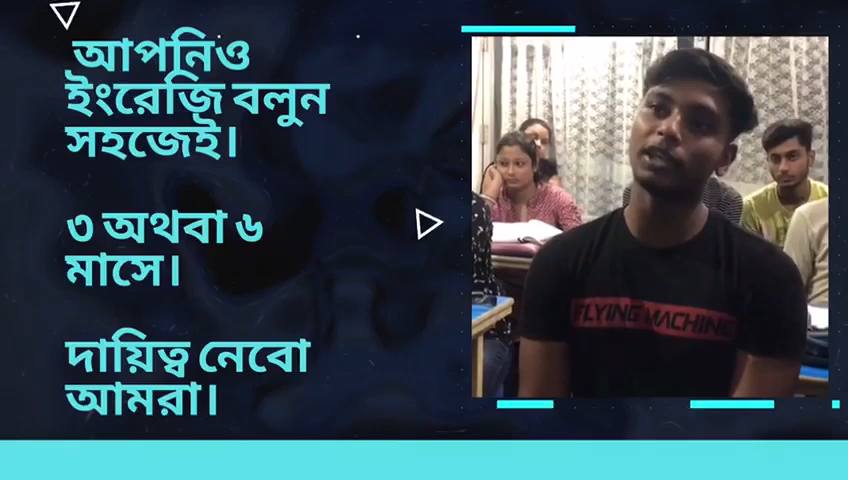 আপনিও
ইংরেজি বলুন
সহজেই।
৩ অথবা ৬
মাসে।
দায়িত্ব নেবো
আমরা।
FLYING MACHINE